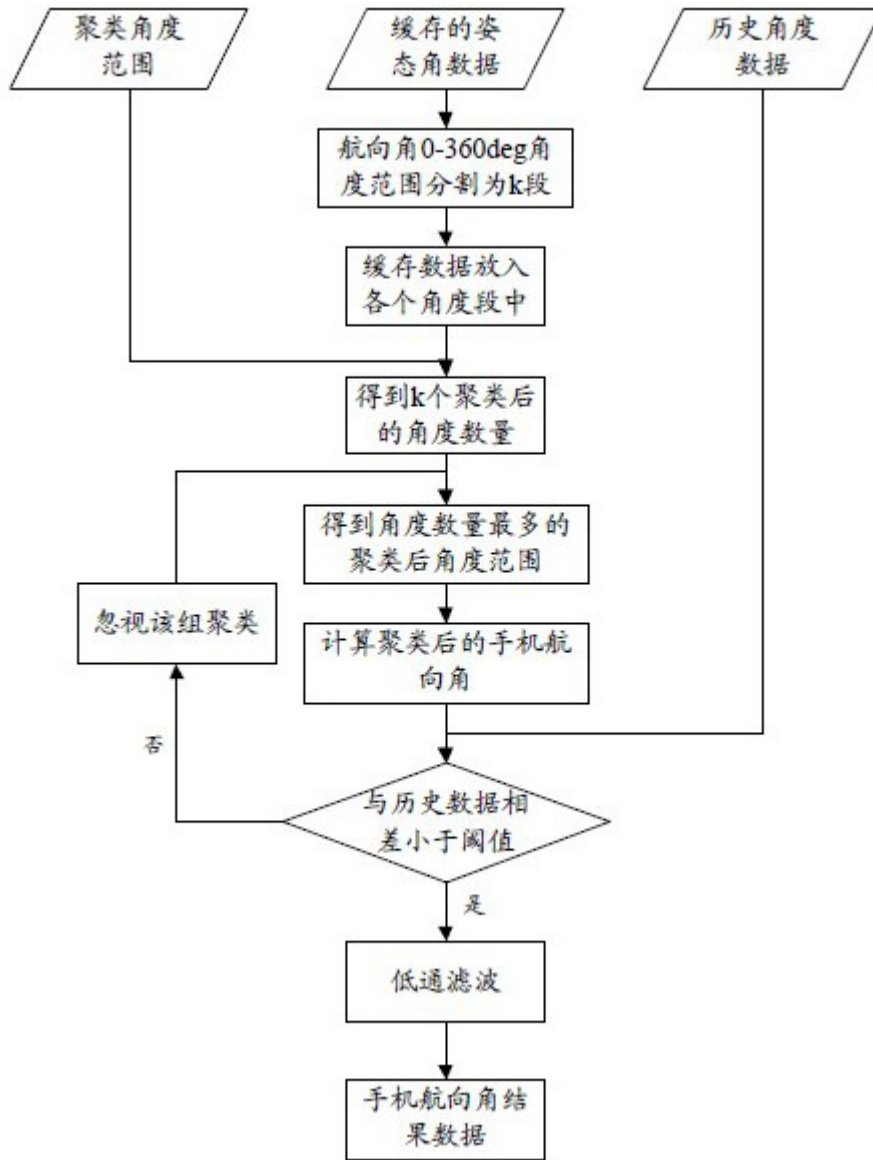 聚类角度
范围
缓存的姿
态角数据
历史角度
数据
航向角0-360deg角
度范围分割为k段
缓存数据放入
各个角度段中
得到k个聚类后
的角度数量
得到角度数量最多的
聚类后角度范围
忽视该组聚类
计算聚类后的手机航
向角
否
与历史数据相
差小于阈值
是
低通滤波
手机航向角结
果数据